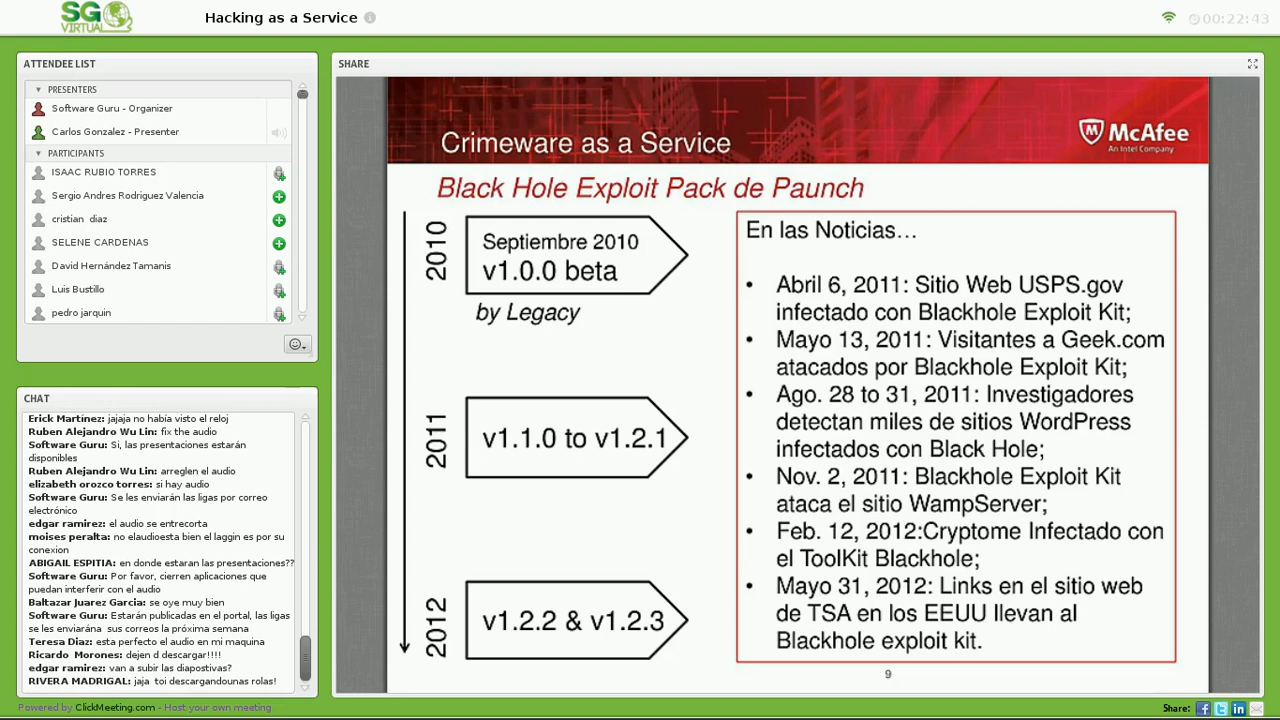 SG
VIRTUAL
Hacking as a Service
00:22:43
ATTENDEE LIST
PRESENTERS
Software Guru - Organizer
Carlos Gonzalez - Presenter
PARTICIPANTS
ISAAC RUBIO TORRES
Sergio Andres Rodriguez Valencia
cristian diaz
SELENE CARDENAS
David Hernández Tamanis
Luis Bustillo
pedro jarquin
CHAT
Erick Martínez: jajaja no había visto el reloj
Ruben Alejandro Wu Lin: fix the audio
Software Guru: Si, las presentaciones estarán
disponibles
Ruben Alejandro Wu Lin: arreglen el audio
elizabeth orozco torres: si hay audio
Software Guru: Se les enviarán las ligas por correo
electrónico
edgar ramirez: el audio se entrecorta
moises peralta: no elaudioesta bien el laggin es por su
conexion
ABIGAIL ESPITIA: en donde estaran las presentaciones??
Software Guru: Por favor, cierren aplicaciones que
puedan interferir con el audio
Baltazar Juarez Garcia: se oye muy bien
Software Guru: Estarán publicadas en el portal, las ligas
se les enviarána sus correos la próxima semana
Teresa Diaz: esta perfecto el audio en mi maquina
Ricardo Morones: dejen d descargar!!!!
edgar ramirez: van a subir las diapostivas?
RIVERA MADRIGAL: jaja toi descargandounas rolas!
SHARE
Crimeware as a Service
McAfee
An Intel Company
Black Hole Exploit Pack de Paunch
2010
Septiembre 2010
v1.0.0 beta
by Legacy
2011
v1.1.0 to v1.2.1
2012
v1.2.2 & v1.2.3
En las Noticias…
• Abril 6, 2011: Sitio Web USPS.gov
infectado con Blackhole Exploit Kit;
• Mayo 13, 2011: Visitantes a Geek.com
atacados por Blackhole Exploit Kit;
• Ago. 28 to 31, 2011: Investigadores
detectan miles de sitios WordPress
infectados con Black Hole;
• Nov. 2, 2011: Blackhole Exploit Kit
ataca el sitio WampServer;
• Feb. 12, 2012:Cryptome Infectado con
el ToolKit Blackhole;
• Mayo 31, 2012: Links en el sitio web
de TSA en los EEUU llevan al
Blackhole exploit kit.
9
Powered by ClickMeeting.com - Host your own meeting
Share: